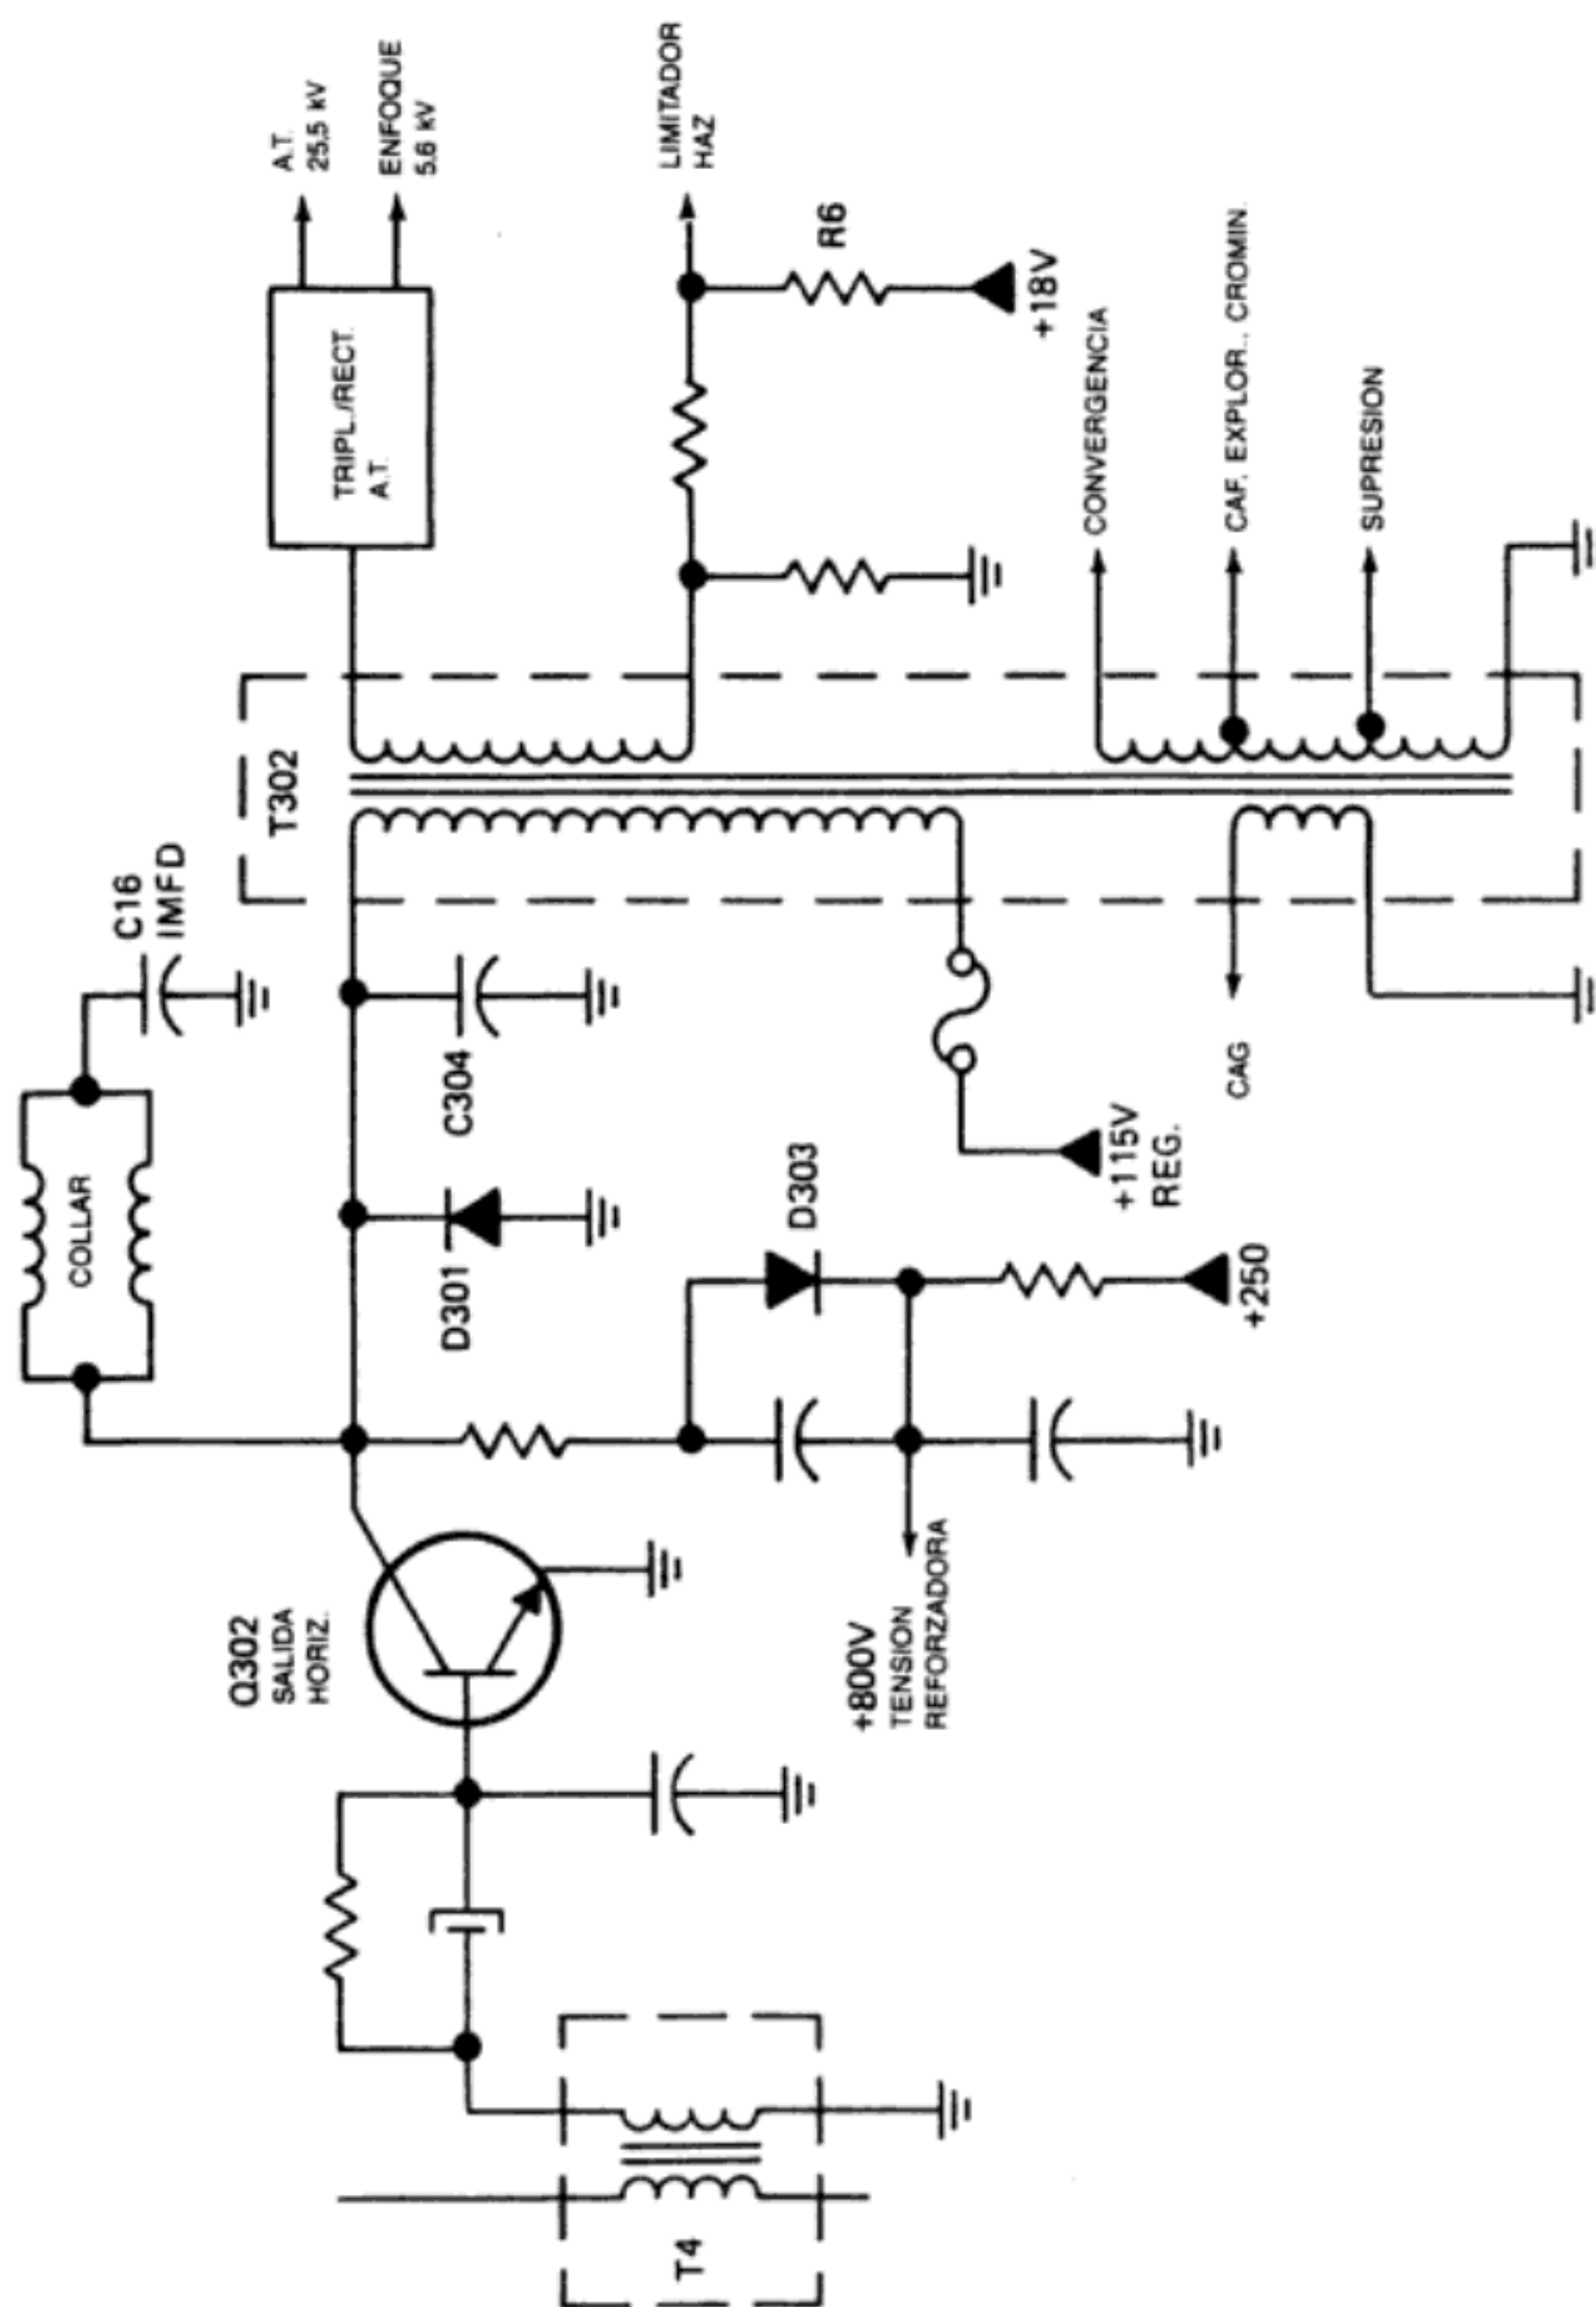 T4
Q302
SALIDA
HORIZ.
+800V
TENSION
REFORZADORA
COLLAR
C16
IMFD
D301
C304
D303
+250
+115V
REG.
CAG
T302
TRIPL./RECT.
A.T.
A.T.
25,5 kV
ENFOQUE
5.6 kV
LIMITADOR
HAZ
R6
+18V
CONVERGENCIA
CAF, EXPLOR., CROMIN.
SUPRESION